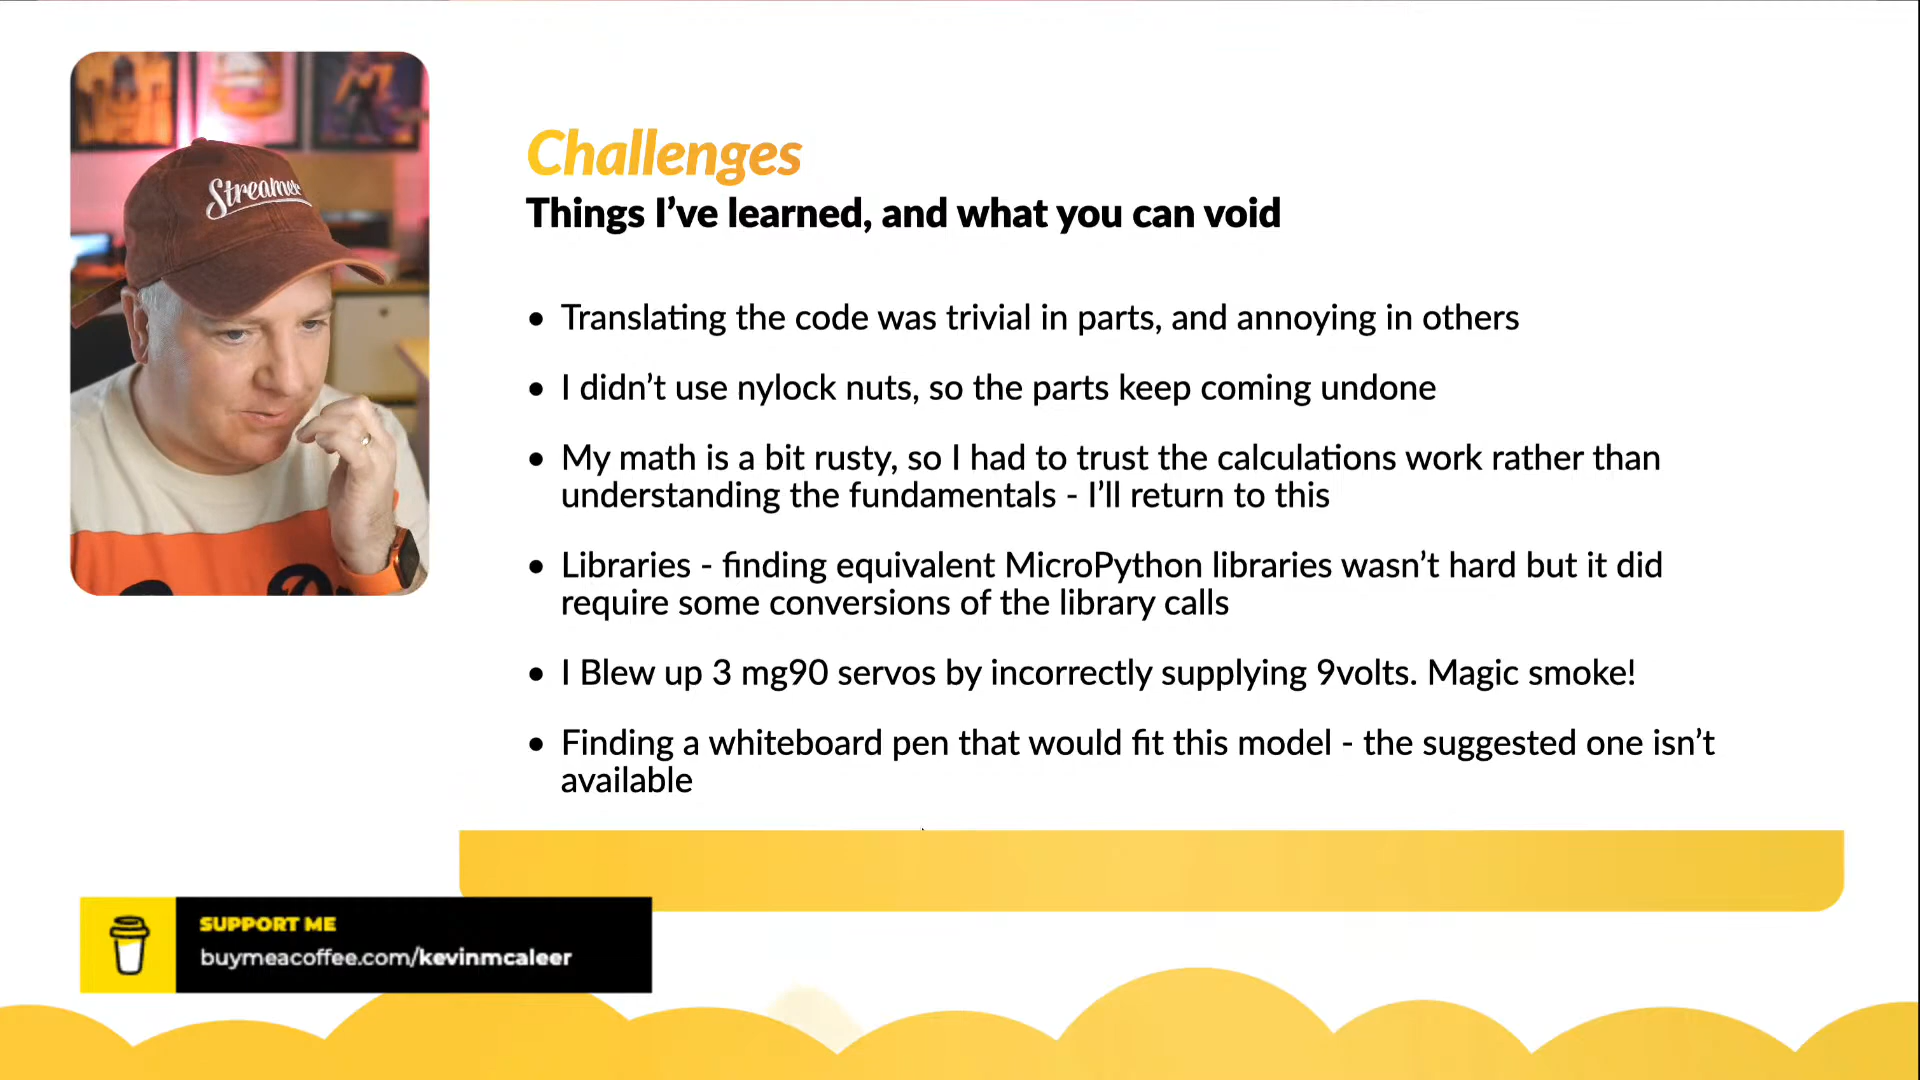 Streamer
Challenges
Things I’ve learned, and what you can void
• Translating the code was trivial in parts, and annoying in others
• I didn’t use nylock nuts, so the parts keep coming undone
• My math is a bit rusty, so I had to trust the calculations work rather than
understanding the fundamentals - I’ll return to this
• Libraries - finding equivalent MicroPython libraries wasn’t hard but it did
require some conversions of the library calls
• I Blew up 3 mg90 servos by incorrectly supplying 9volts. Magic smoke!
• Finding a whiteboard pen that would fit this model - the suggested one isn’t
available
SUPPORT ME
buymeacoffee.com/kevinmcaleer